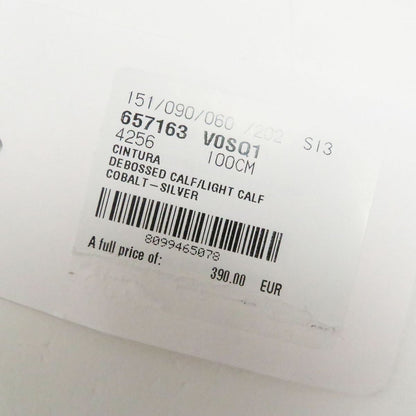 151/090/060 /202 S13
657163 V0SQ1
4256 100CM
CINTURA
DEBOSSED CALF/LIGHT CALF
COBALT-SILVER
8099465078
A full price of: 390.00 EUR